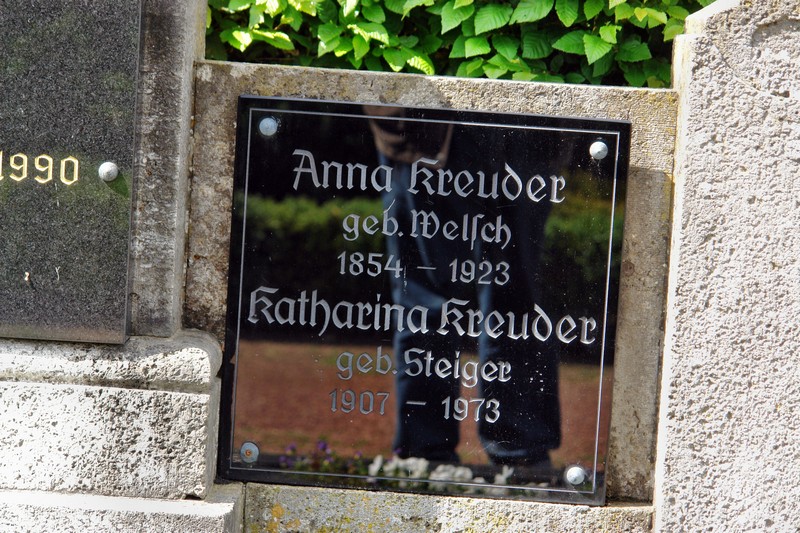 1990
Anna Kreuder
geb. Welſch
1854 – 1923
Katharina Kreuder
geb. Steiger
1907 – 1973